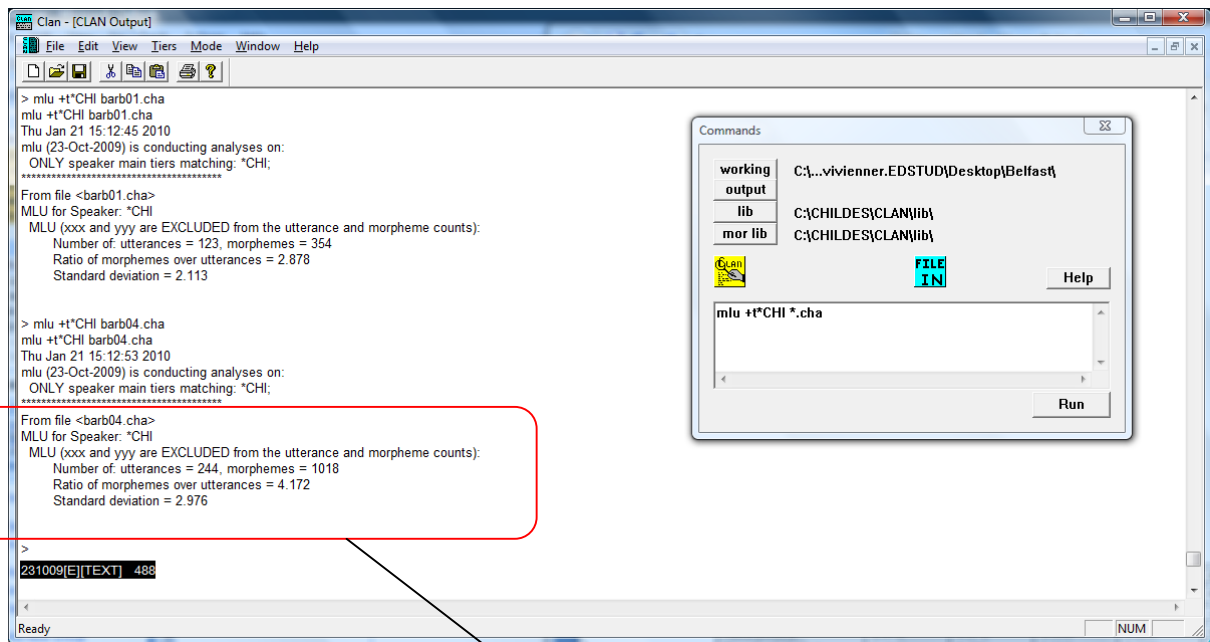 Clan - [CLAN Output]
File Edit View Tiers Mode Window Help
> mlu +t*CHI barb01.cha
mlu +t*CHI barb01.cha
Thu Jan 21 15:12:45 2010
mlu (23-Oct-2009) is conducting analyses on:
ONLY speaker main tiers matching: *CHI;
****************************************
From file <barb01.cha>
MLU for Speaker: *CHI
MLU (xxx and yyy are EXCLUDED from the utterance and morpheme counts):
Number of: utterances = 123, morphemes = 354
Ratio of morphemes over utterances = 2.878
Standard deviation = 2.113
> mlu +t*CHI barb04.cha
mlu +t*CHI barb04.cha
Thu Jan 21 15:12:53 2010
mlu (23-Oct-2009) is conducting analyses on:
ONLY speaker main tiers matching: *CHI;
****************************************
From file <barb04.cha>
MLU for Speaker: *CHI
MLU (xxx and yyy are EXCLUDED from the utterance and morpheme counts):
Number of: utterances = 244, morphemes = 1018
Ratio of morphemes over utterances = 4.172
Standard deviation = 2.976
>
231009[E][TEXT] 488
Ready
NUM
Commands
working C:\...vivienner.EDSTUD\Desktop\Belfast\
output
lib C:\CHILDES\CLAN\lib\
mor lib C:\CHILDES\CLAN\lib\
CLAN
FILE
IN
Help
mlu +t*CHI *.cha
Run